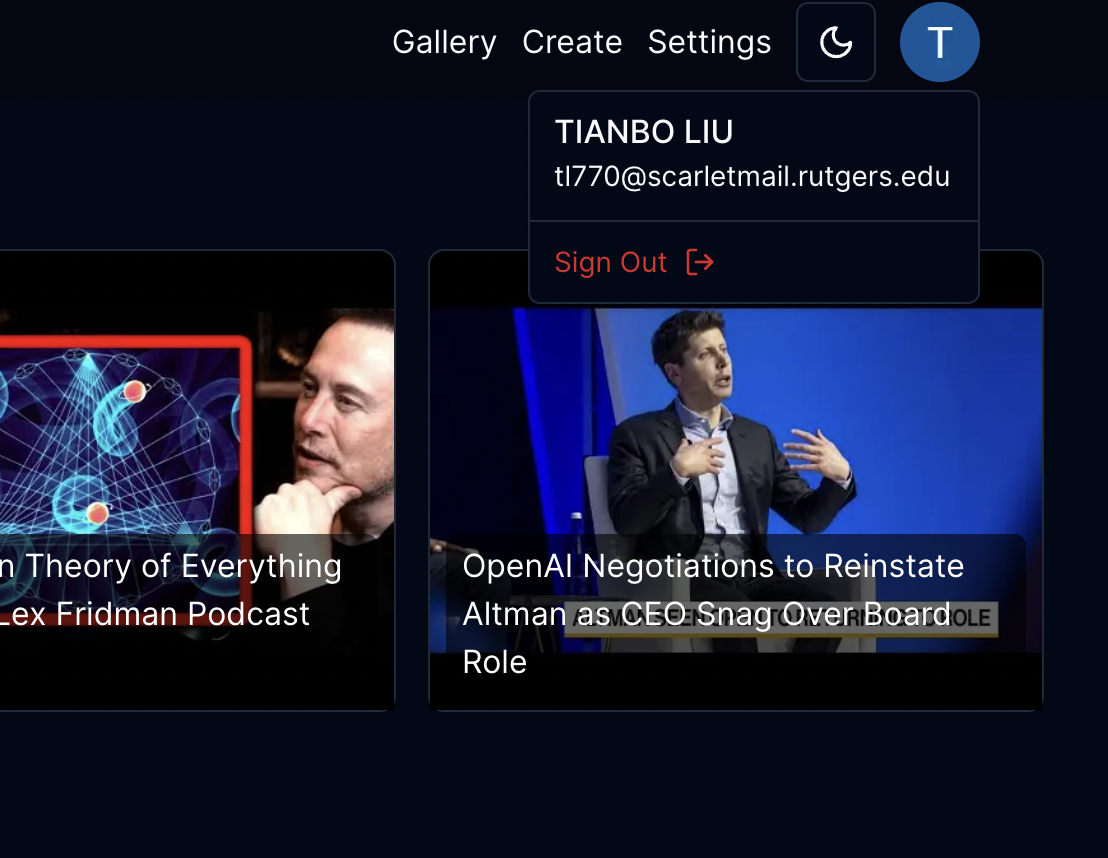 Gallery Create Settings T
TIANBO LIU
tl770@scarletmail.rutgers.edu
Sign Out
n Theory of Everything
Lex Fridman Podcast
OpenAI Negotiations to Reinstate
Altman as CEO Snag Over Board
Role
ROLE